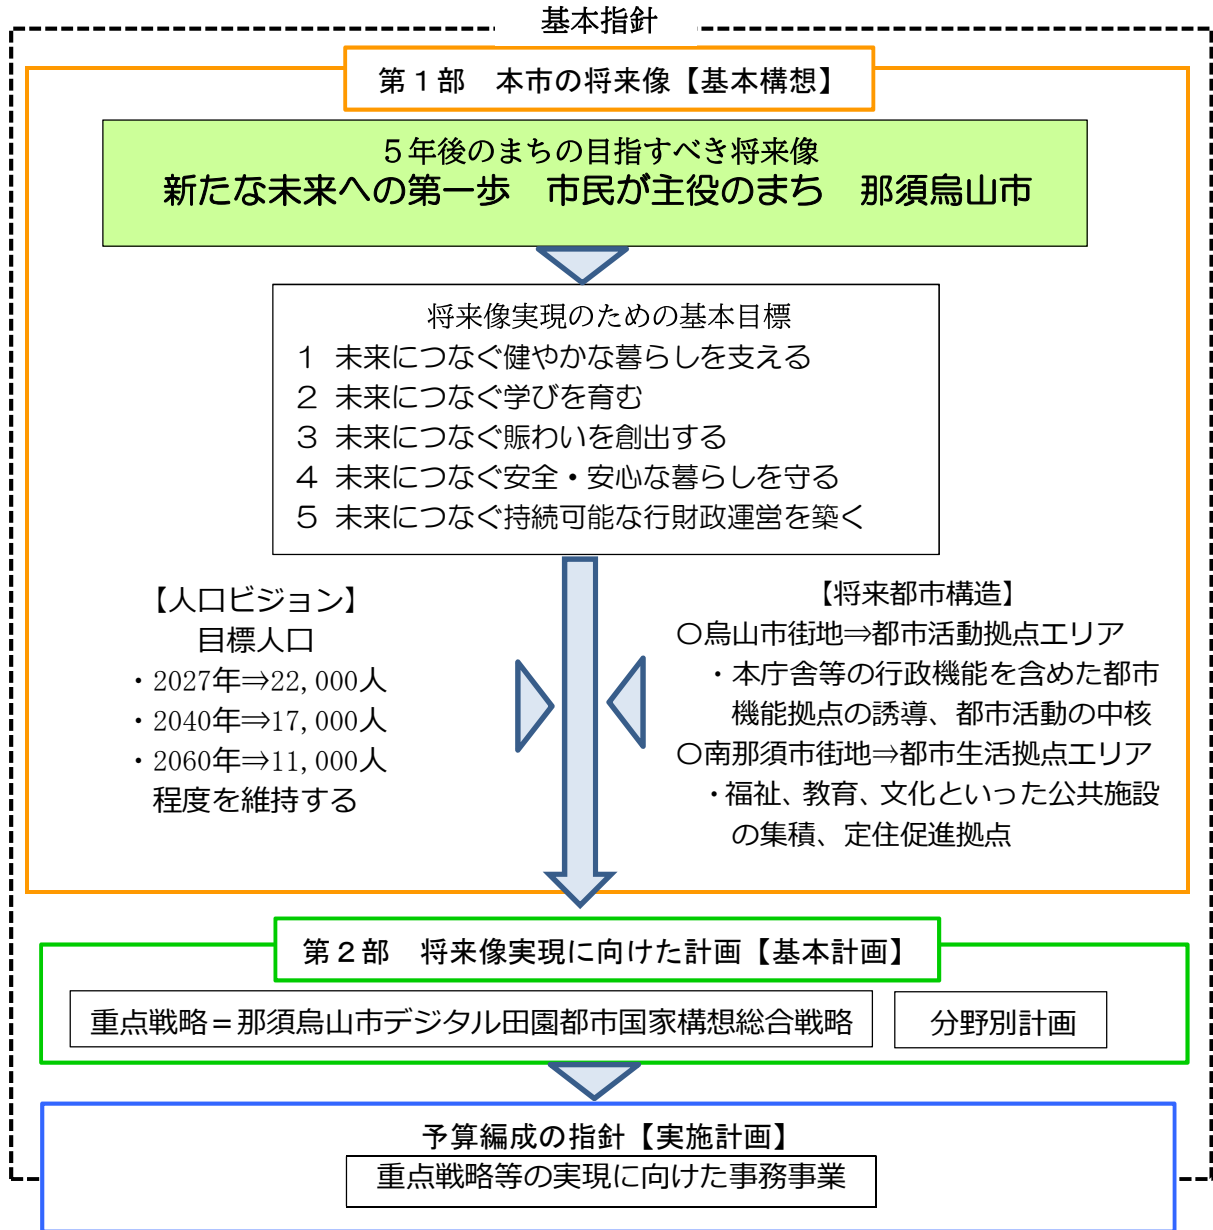 基本指針
第１部　本市の将来像【基本構想】
５年後のまちの目指すべき将来像
新たな未来への第一歩　市民が主役のまち　那須烏山市
将来像実現のための基本目標
１ 未来につなぐ健やかな暮らしを支える
２ 未来につなぐ学びを育む
３ 未来につなぐ賑わいを創出する
４ 未来につなぐ安全・安心な暮らしを守る
５ 未来につなぐ持続可能な行財政運営を築く
【人口ビジョン】
目標人口
・2027年⇒22,000人
・2040年⇒17,000人
・2060年⇒11,000人
程度を維持する
【将来都市構造】
〇烏山市街地⇒都市活動拠点エリア
・本庁舎等の行政機能を含めた都市
機能拠点の誘導、都市活動の中核
〇南那須市街地⇒都市生活拠点エリア
・福祉、教育、文化といった公共施設
の集積、定住促進拠点
第２部　将来像実現に向けた計画【基本計画】
重点戦略＝那須烏山市デジタル田園都市国家構想総合戦略
分野別計画
予算編成の指針【実施計画】
重点戦略等の実現に向けた事務事業